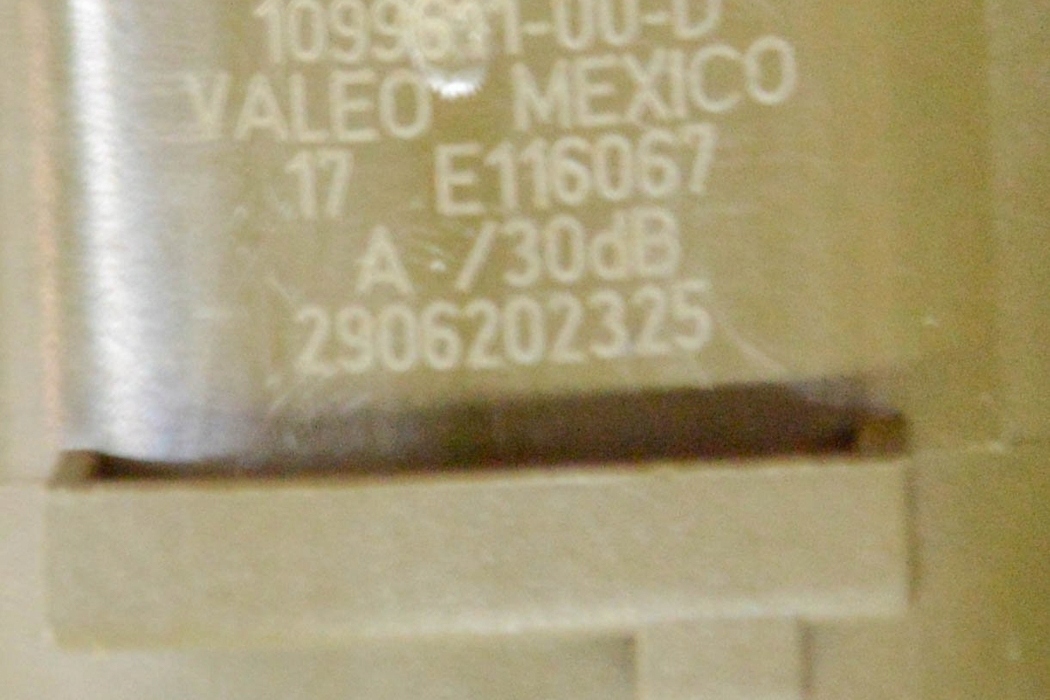 VALEO MEXICO
17 E116067
A /30dB
2906202325